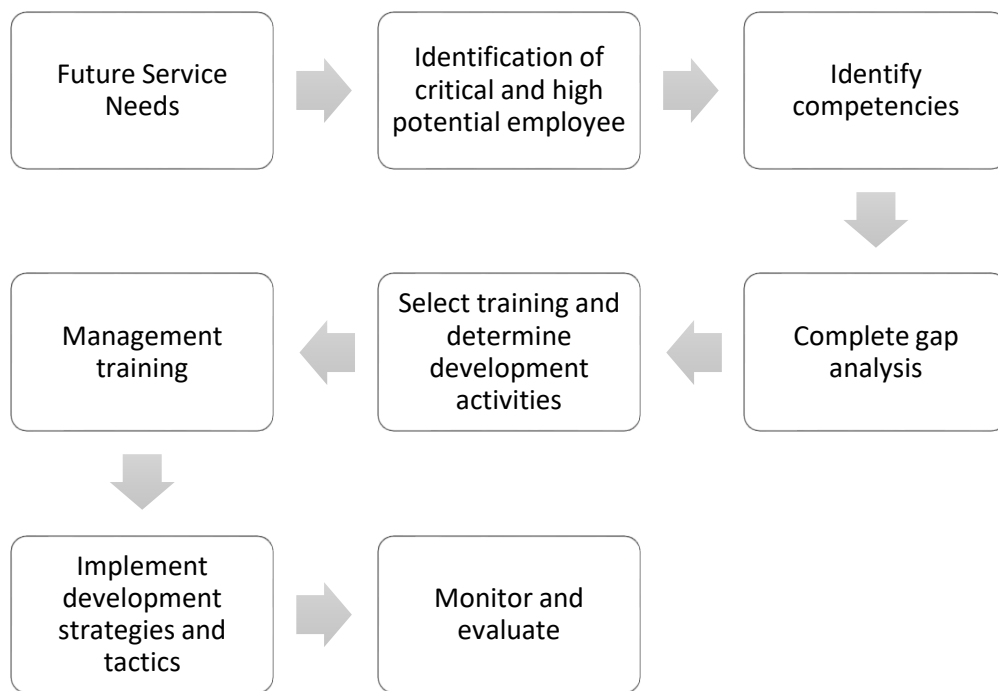 Future Service
Needs
Identification of
critical and high
potential employee
Identify
competencies
Complete gap
analysis
Select training and
determine
development
activities
Management
training
Implement
development
strategies and
tactics
Monitor and
evaluate